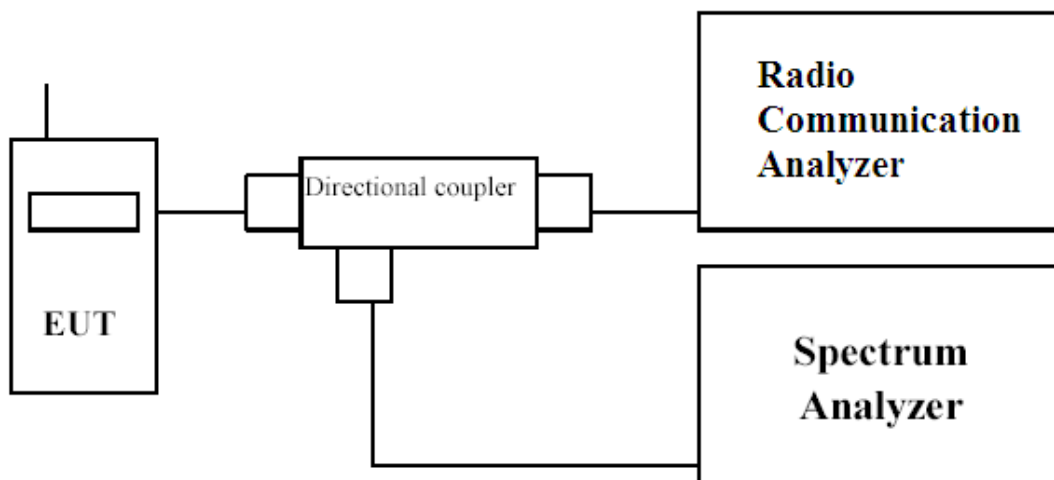 Radio
Communication
Analyzer
Directional coupler
EUT
Spectrum
Analyzer